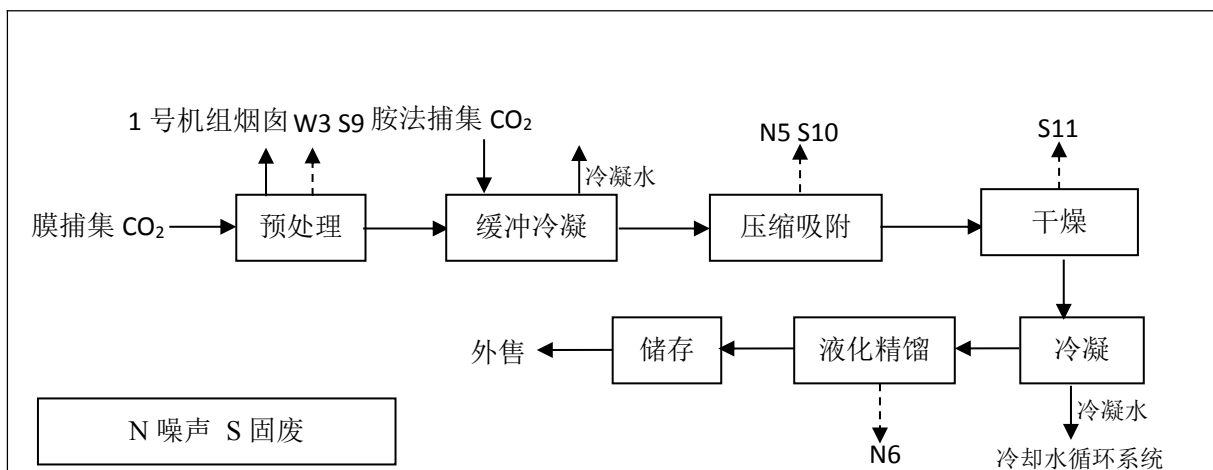 1 号机组烟囱 W3 S9 胺法捕集 CO₂
N5 S10
S11
冷凝水
膜捕集 CO₂
预处理
缓冲冷凝
压缩吸附
干燥
外售
储存
液化精馏
冷凝
冷凝水
N 噪声 S 固废
N6
冷却水循环系统